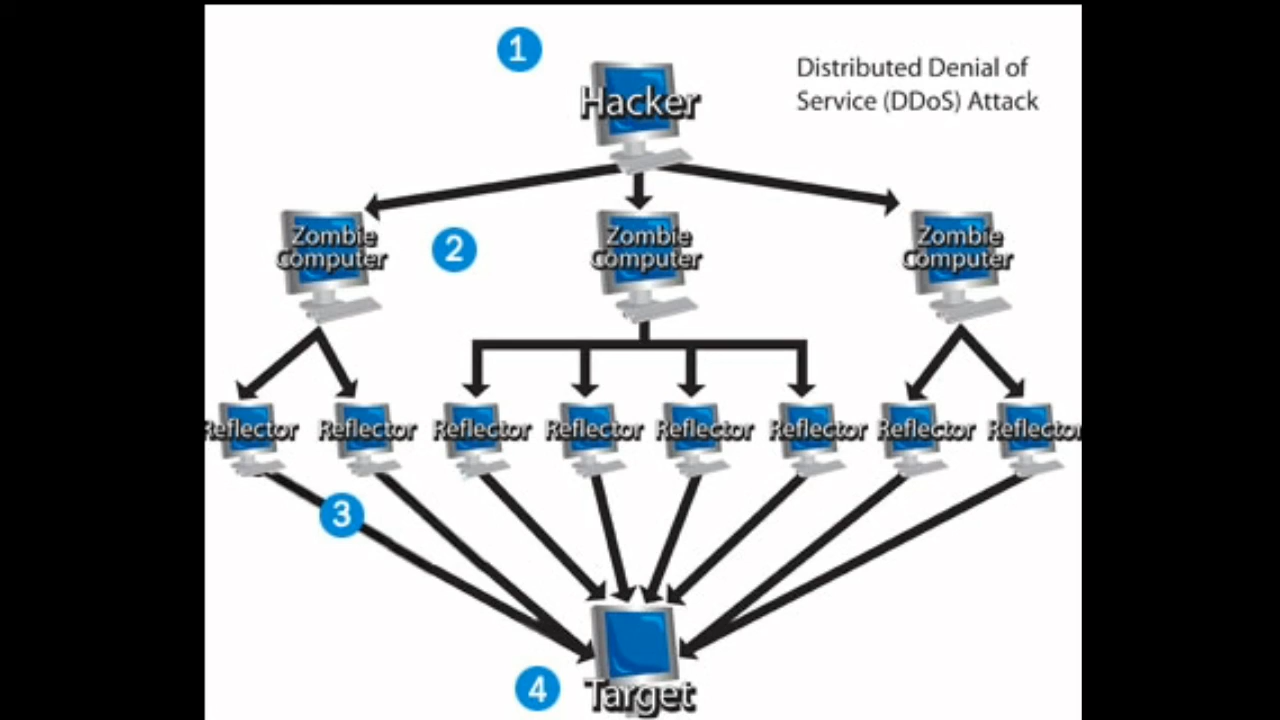 1
Hacker
Distributed Denial of
Service (DDoS) Attack
Zombie
Computer
2
Zombie
Computer
Zombie
Computer
Reflector
Reflector
Reflector
Reflector
Reflector
Reflector
Reflector
Reflector
3
4
Target